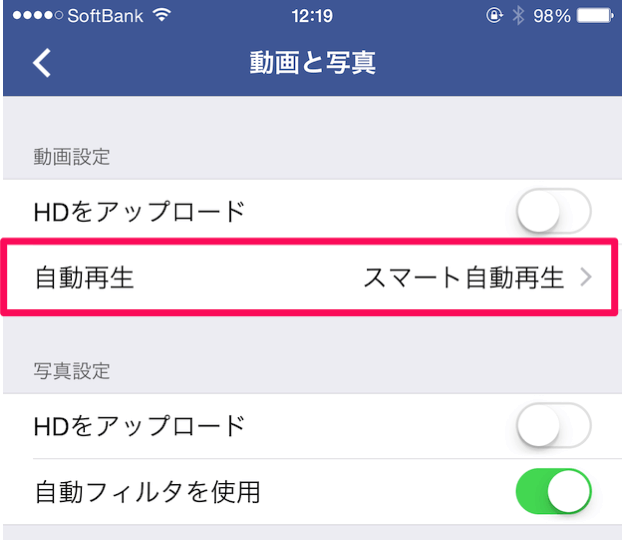 SoftBank 12:19 98%
動画と写真
動画設定
HDをアップロード
自動再生 スマート自動再生
写真設定
HDをアップロード
自動フィルタを使用